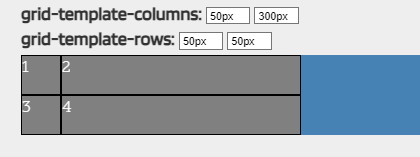 grid-template-columns: 50px 300px
grid-template-rows: 50px 50px
1 2
3 4